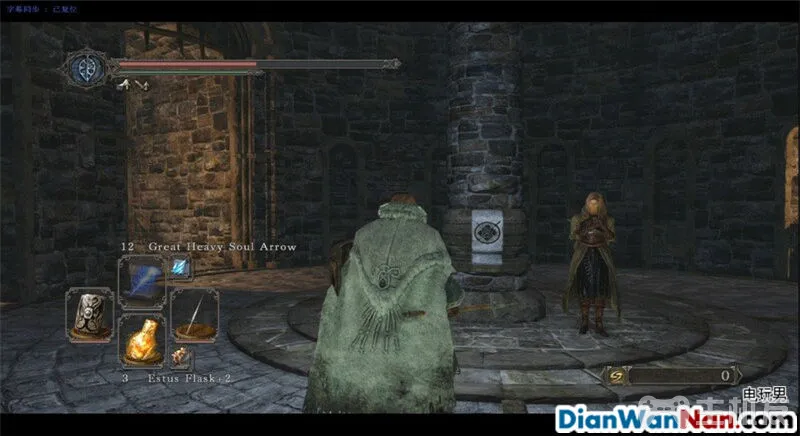 字幕同步 : 已复位
12 Great Heavy Soul Arrow
3 Estus Flask+2
0
电玩男
DianWanNan.com